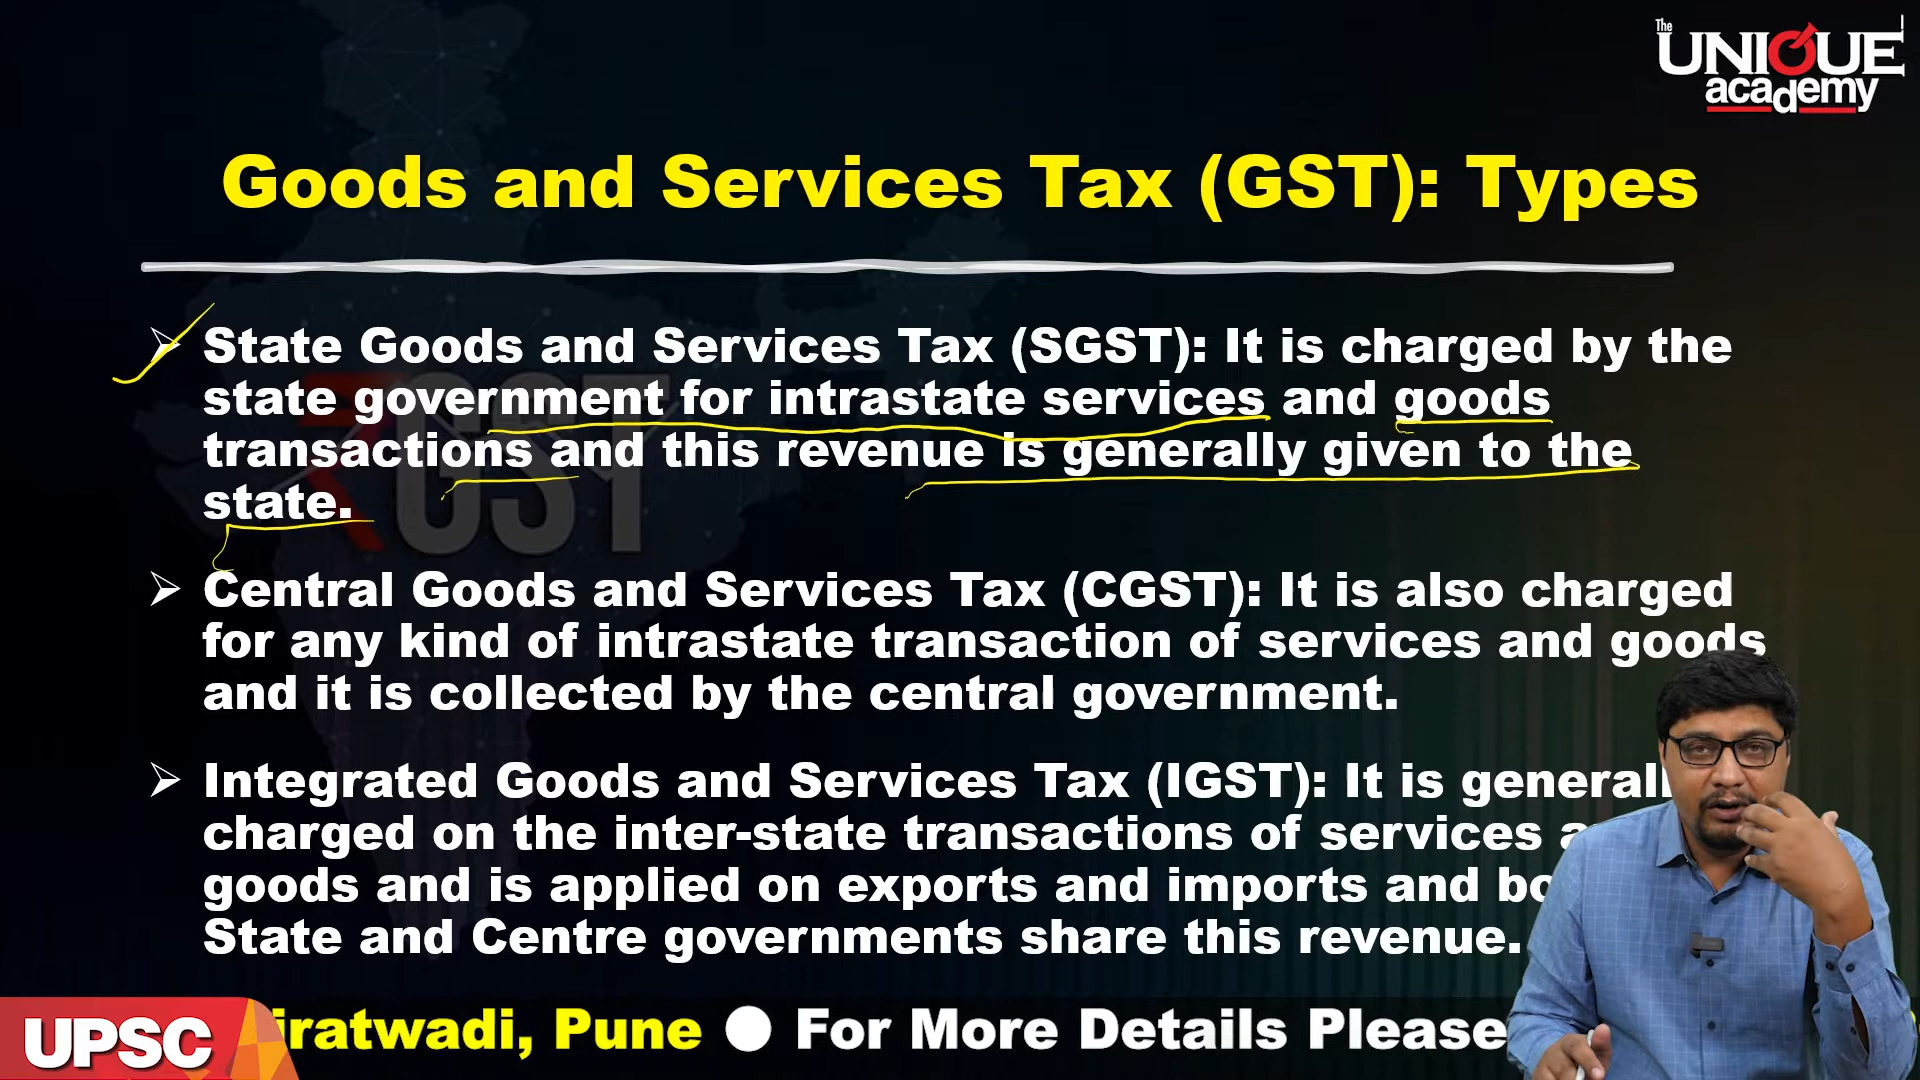 The
UNIQUE
academy
Goods and Services Tax (GST): Types
State Goods and Services Tax (SGST): It is charged by the
state government for intrastate services and goods
transactions and this revenue is generally given to the
state.
GST
Central Goods and Services Tax (CGST): It is also charged
for any kind of intrastate transaction of services and goods
and it is collected by the central government.
Integrated Goods and Services Tax (IGST): It is generall
charged on the inter-state transactions of services a
goods and is applied on exports and imports and bo
State and Centre governments share this revenue.
UPSC
iratwadi, Pune ● For More Details Please